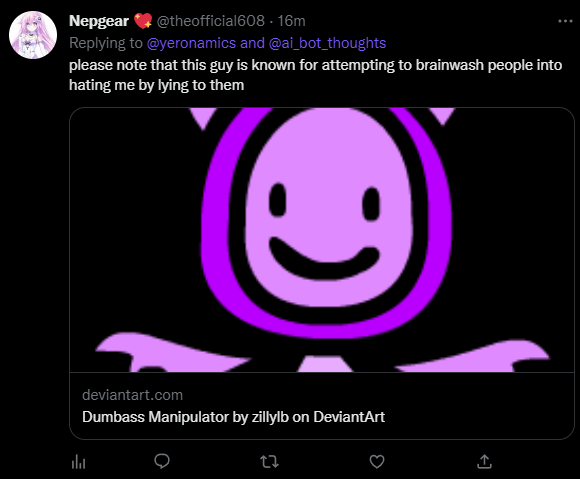 Nepgear 💖 @theofficial608 · 16m
Replying to @yeronamics and @ai_bot_thoughts
please note that this guy is known for attempting to brainwash people into
hating me by lying to them
deviantart.com
Dumbass Manipulator by zillylb on DeviantArt